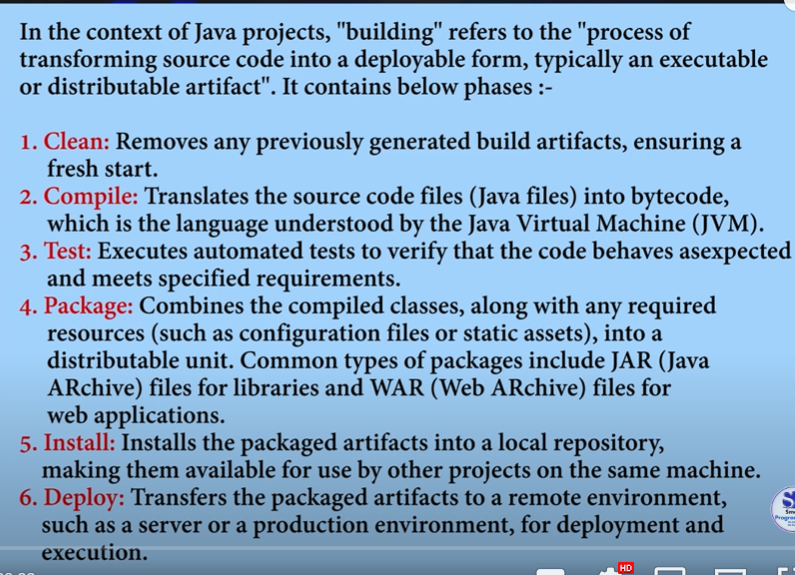 In the context of Java projects, "building" refers to the "process of
transforming source code into a deployable form, typically an executable
or distributable artifact". It contains below phases :-
1. Clean: Removes any previously generated build artifacts, ensuring a
fresh start.
2. Compile: Translates the source code files (Java files) into bytecode,
which is the language understood by the Java Virtual Machine (JVM).
3. Test: Executes automated tests to verify that the code behaves asexpected
and meets specified requirements.
4. Package: Combines the compiled classes, along with any required
resources (such as configuration files or static assets), into a
distributable unit. Common types of packages include JAR (Java
ARchive) files for libraries and WAR (Web ARchive) files for
web applications.
5. Install: Installs the packaged artifacts into a local repository,
making them available for use by other projects on the same machine.
6. Deploy: Transfers the packaged artifacts to a remote environment,
such as a server or a production environment, for deployment and
execution.
HD